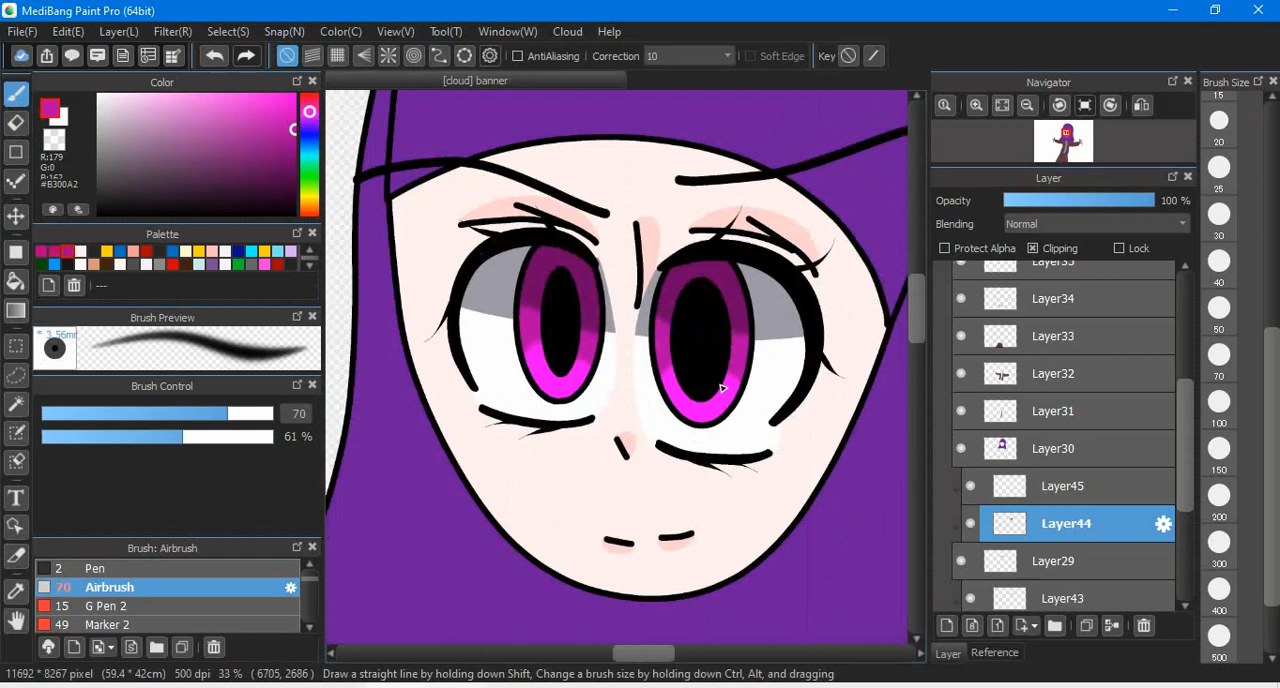 MediBang Paint Pro (64bit)
File(F) Edit(E) Layer(L) Filter(R) Select(S) Snap(N) Color(C) View(V) Tool(T) Window(W) Cloud Help
AntiAliasing Correction 10 Soft Edge Key
Color
R:179
G:0
B:162
#B300A2
Palette
---
Brush Preview
* 3.56mm
Brush Control
70
61 %
Brush: Airbrush
2 Pen
70 Airbrush
15 G Pen 2
49 Marker 2
[cloud] banner
Navigator
Layer
Opacity 100 %
Blending Normal
Protect Alpha Clipping Lock
Layer35
Layer34
Layer33
Layer32
Layer31
Layer30
Layer45
Layer44
Layer29
Layer43
Layer Reference
Brush Size
15
20
25
30
40
50
70
100
150
200
300
400
500
11692 * 8267 pixel (59.4 * 42cm) 500 dpi 33 % ( 6705, 2686 ) Draw a straight line by holding down Shift, Change a brush size by holding down Ctrl, Alt, and dragging